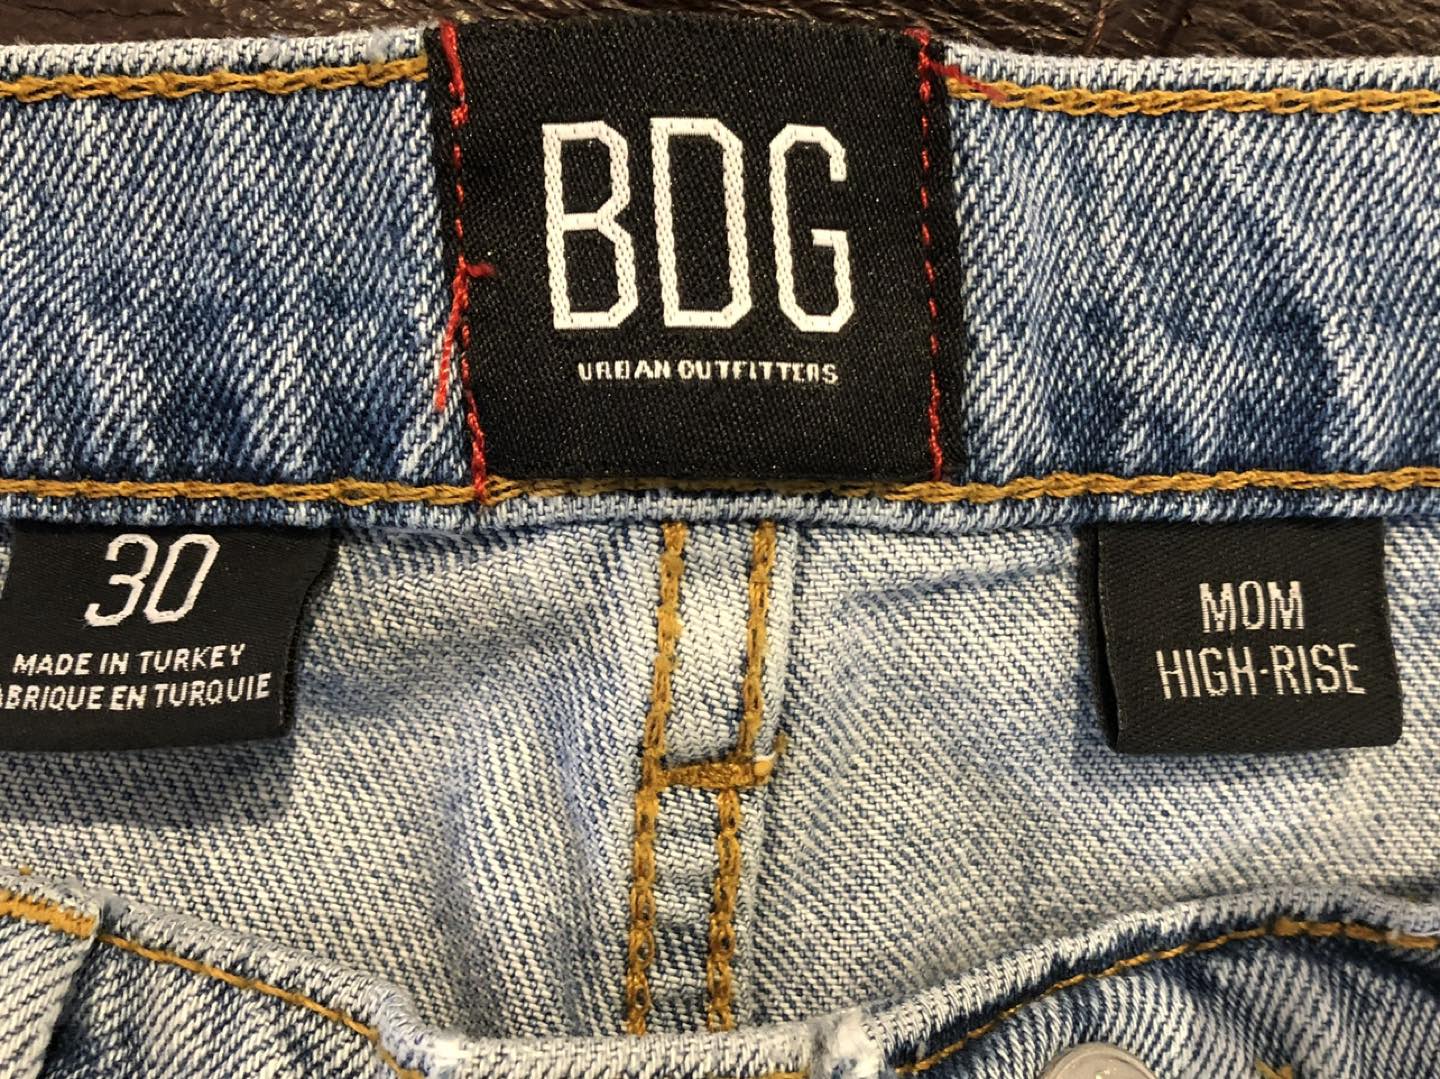 BDG
URBAN OUTFITTERS
30
MADE IN TURKEY
ABRIQUE EN TURQUIE
MOM
HIGH-RISE